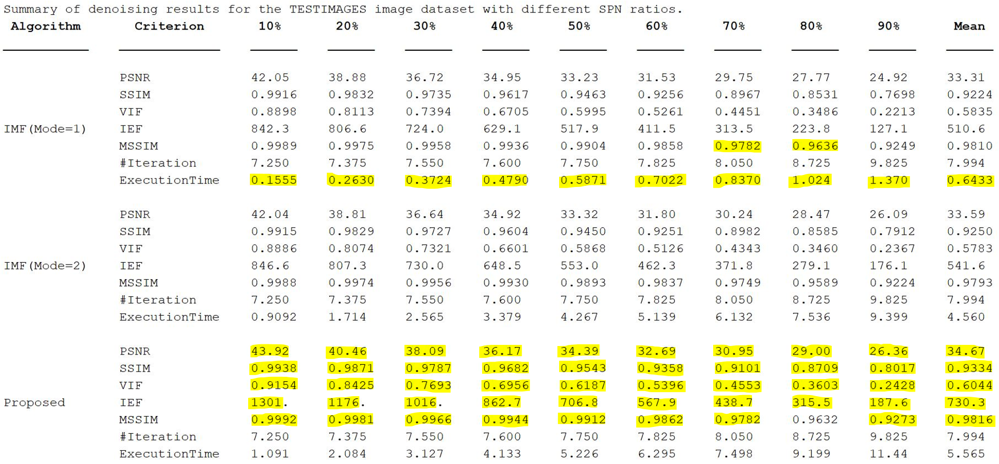 Summary of denoising results for the TESTIMAGES image dataset with different SPN ratios.
Algorithm Criterion 10% 20% 30% 40% 50% 60% 70% 80% 90% Mean
PSNR 42.05 38.88 36.72 34.95 33.23 31.53 29.75 27.77 24.92 33.31
SSIM 0.9916 0.9832 0.9735 0.9617 0.9463 0.9256 0.8967 0.8531 0.7698 0.9224
VIF 0.8898 0.8113 0.7394 0.6705 0.5995 0.5261 0.4451 0.3486 0.2213 0.5835
IMF(Mode=1) IEF 842.3 806.6 724.0 629.1 517.9 411.5 313.5 223.8 127.1 510.6
MSSIM 0.9989 0.9975 0.9958 0.9936 0.9904 0.9858 0.9782 0.9636 0.9249 0.9810
#Iteration 7.250 7.375 7.550 7.600 7.750 7.825 8.050 8.725 9.825 7.994
ExecutionTime 0.1555 0.2630 0.3724 0.4790 0.5871 0.7022 0.8370 1.024 1.370 0.6433
PSNR 42.04 38.81 36.64 34.92 33.32 31.80 30.24 28.47 26.09 33.59
SSIM 0.9915 0.9829 0.9727 0.9604 0.9450 0.9251 0.8982 0.8585 0.7912 0.9250
VIF 0.8886 0.8074 0.7321 0.6601 0.5868 0.5126 0.4343 0.3460 0.2367 0.5783
IMF(Mode=2) IEF 846.6 807.3 730.0 648.5 553.0 462.3 371.8 279.1 176.1 541.6
MSSIM 0.9988 0.9974 0.9956 0.9930 0.9893 0.9837 0.9749 0.9589 0.9224 0.9793
#Iteration 7.250 7.375 7.550 7.600 7.750 7.825 8.050 8.725 9.825 7.994
ExecutionTime 0.9092 1.714 2.565 3.379 4.267 5.139 6.132 7.536 9.399 4.560
PSNR 43.92 40.46 38.09 36.17 34.39 32.69 30.95 29.00 26.36 34.67
SSIM 0.9938 0.9871 0.9787 0.9682 0.9543 0.9358 0.9101 0.8709 0.8017 0.9334
VIF 0.9154 0.8425 0.7693 0.6956 0.6187 0.5396 0.4553 0.3603 0.2428 0.6044
Proposed IEF 1301. 1176. 1016. 862.7 706.8 567.9 438.7 315.5 187.6 730.3
MSSIM 0.9992 0.9981 0.9966 0.9944 0.9912 0.9862 0.9782 0.9632 0.9273 0.9816
#Iteration 7.250 7.375 7.550 7.600 7.750 7.825 8.050 8.725 9.825 7.994
ExecutionTime 1.091 2.084 3.127 4.133 5.226 6.295 7.498 9.199 11.44 5.565